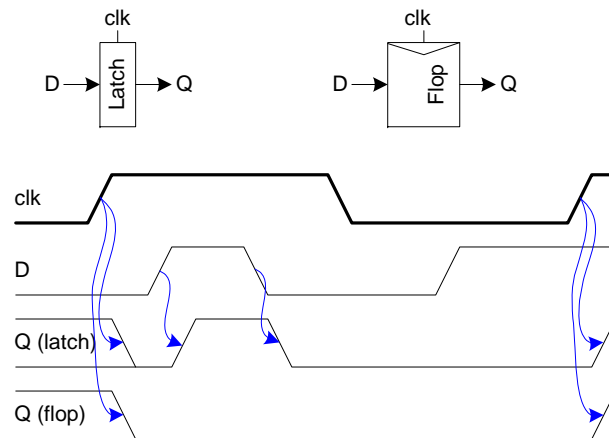 clk
clk
D
Latch
Q
D
Flop
Q
clk
D
Q (latch)
Q (flop)